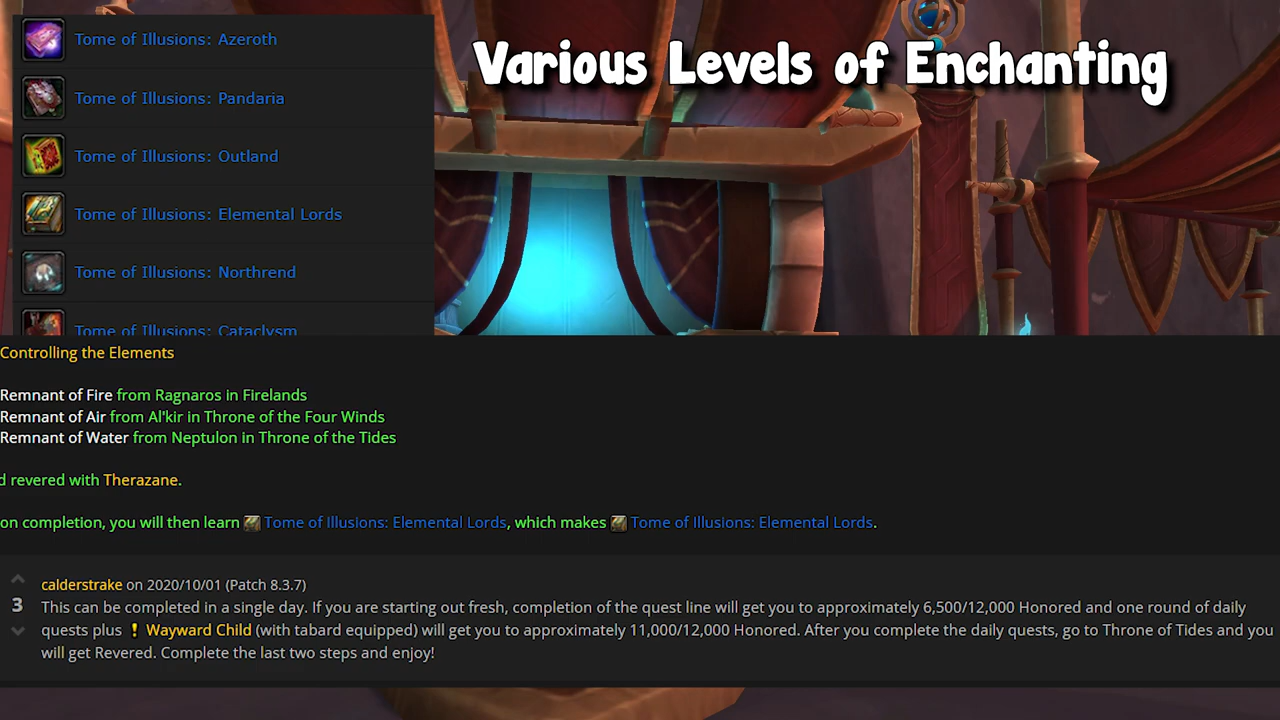 Tome of Illusions: Azeroth
Various Levels of Enchanting
Tome of Illusions: Pandaria
Tome of Illusions: Outland
Tome of Illusions: Elemental Lords
Tome of Illusions: Northrend
Tome of Illusions: Cataclysm
Controlling the Elements
Remnant of Fire from Ragnaros in Firelands
Remnant of Air from Al'kir in Throne of the Four Winds
Remnant of Water from Neptulon in Throne of the Tides
d revered with Therazane.
on completion, you will then learn Tome of Illusions: Elemental Lords, which makes Tome of Illusions: Elemental Lords.
calderstrake on 2020/10/01 (Patch 8.3.7)
3
This can be completed in a single day. If you are starting out fresh, completion of the quest line will get you to approximately 6,500/12,000 Honored and one round of daily
quests plus ! Wayward Child (with tabard equipped) will get you to approximately 11,000/12,000 Honored. After you complete the daily quests, go to Throne of Tides and you
will get Revered. Complete the last two steps and enjoy!